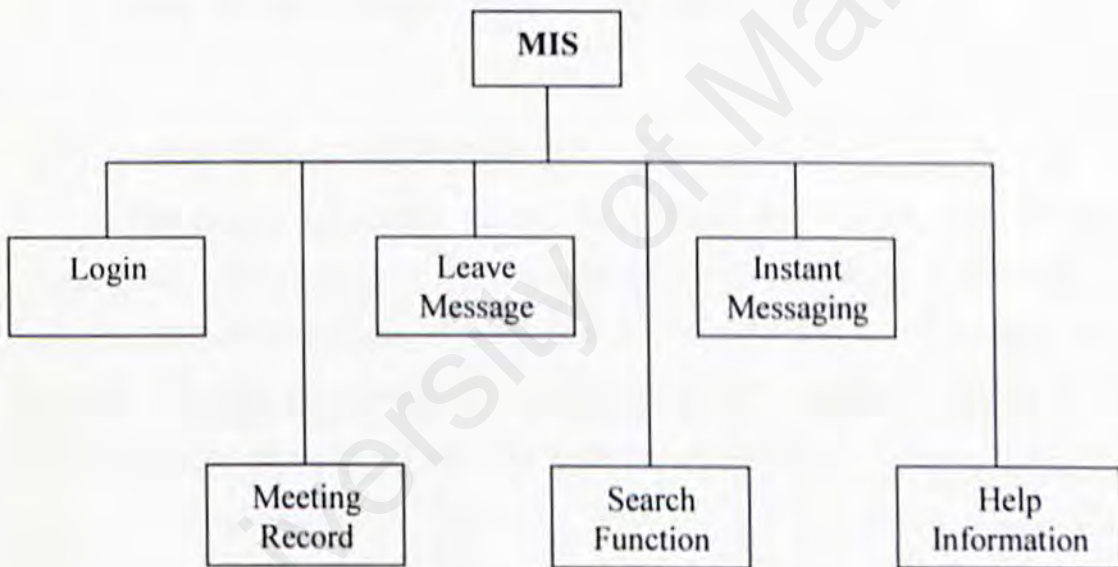 MIS
Login
Leave
Message
Instant
Messaging
Meeting
Record
Search
Function
Help
Information